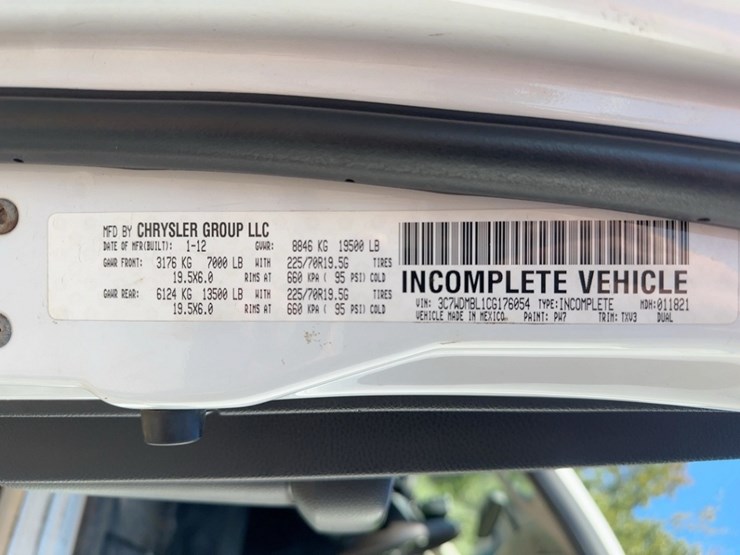 MFD BY CHRYSLER GROUP LLC
DATE OF MFR(BUILT): 1-12 GVWR: 8846 KG 19500 LB
GAWR FRONT: 3176 KG 7000 LB WITH 225/70R19.5G TIRES
19.5X6.0 RIMS AT 660 KPA ( 95 PSI) COLD
GAWR REAR: 6124 KG 13500 LB WITH 225/70R19.5G TIRES
19.5X6.0 RIMS AT 660 KPA ( 95 PSI) COLD
INCOMPLETE VEHICLE
VIN: 3C7WDMBL1CG176054 TYPE:INCOMPLETE MDH:011821
VEHICLE MADE IN MEXICO PAINT: PW7 TRIM: TXV3 DUAL